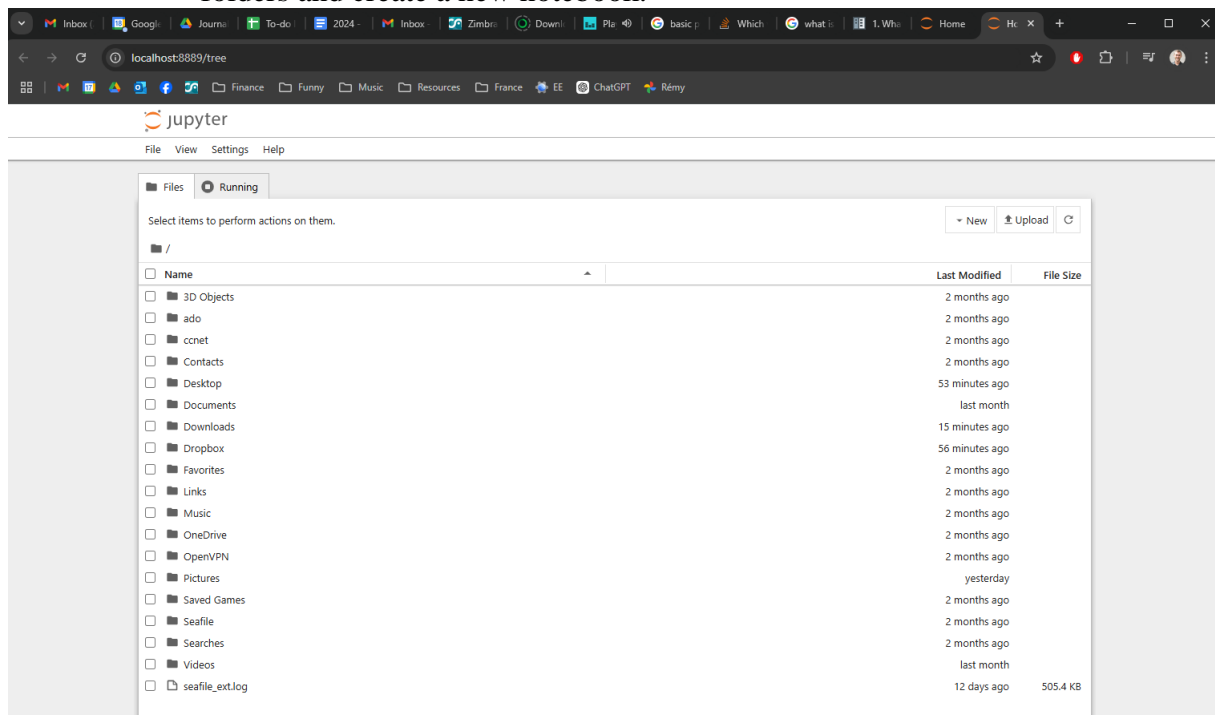 folders and create a new notebook.
Inbox ( Google Journa To-do 2024 - Inbox - Zimbra Downl Pla basic p Which what is 1. Wha Home Ho
localhost:8889/tree
Finance Funny Music Resources France EE ChatGPT Rémy
jupyter
File View Settings Help
Files Running
Select items to perform actions on them. New Upload
/
Name Last Modified File Size
3D Objects 2 months ago
ado 2 months ago
ccnet 2 months ago
Contacts 2 months ago
Desktop 53 minutes ago
Documents last month
Downloads 15 minutes ago
Dropbox 56 minutes ago
Favorites 2 months ago
Links 2 months ago
Music 2 months ago
OneDrive 2 months ago
OpenVPN 2 months ago
Pictures yesterday
Saved Games 2 months ago
Seafile 2 months ago
Searches 2 months ago
Videos last month
seafile_ext.log 12 days ago 505.4 KB